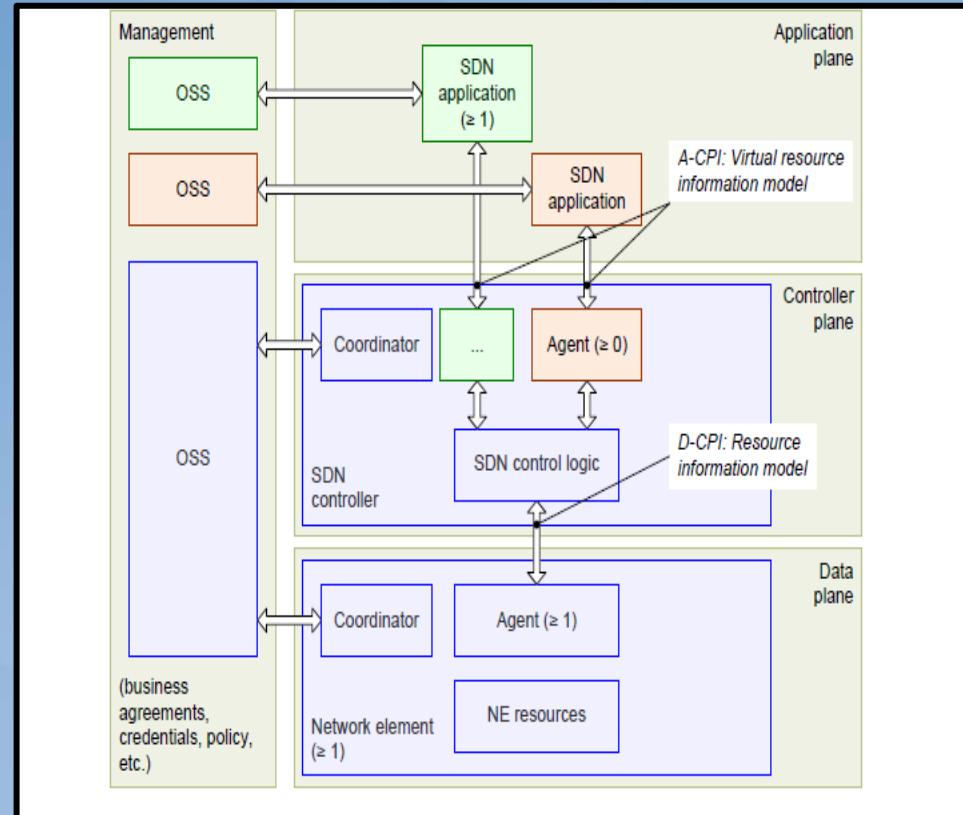 Management
OSS
OSS
OSS
(business
agreements,
credentials, policy,
etc.)
Application
plane
SDN
application
(≥ 1)
SDN
application
A-CPI: Virtual resource
information model
Controller
plane
Coordinator
...
Agent (≥ 0)
SDN control logic
SDN
controller
D-CPI: Resource
information model
Data
plane
Coordinator
Agent (≥ 1)
NE resources
Network element
(≥ 1)